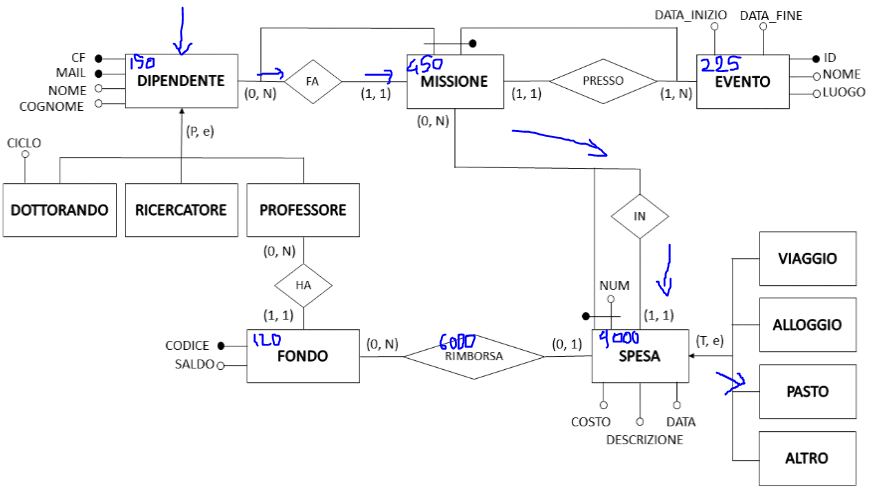 DATA_INIZIO DATA_FINE
CF
MAIL
NOME
COGNOME
150
DIPENDENTE
(0, N)
FA
(1, 1)
450
MISSIONE
(1, 1)
PRESSO
(1, N)
225
EVENTO
ID
NOME
LUOGO
(0, N)
(P, e)
CICLO
DOTTORANDO
RICERCATORE
PROFESSORE
IN
(0, N)
HA
(1, 1)
NUM
(1, 1)
VIAGGIO
ALLOGGIO
PASTO
ALTRO
CODICE
SALDO
120
FONDO
(0, N)
6000
RIMBORSA
(0, 1)
9000
SPESA
(T, e)
COSTO
DESCRIZIONE
DATA